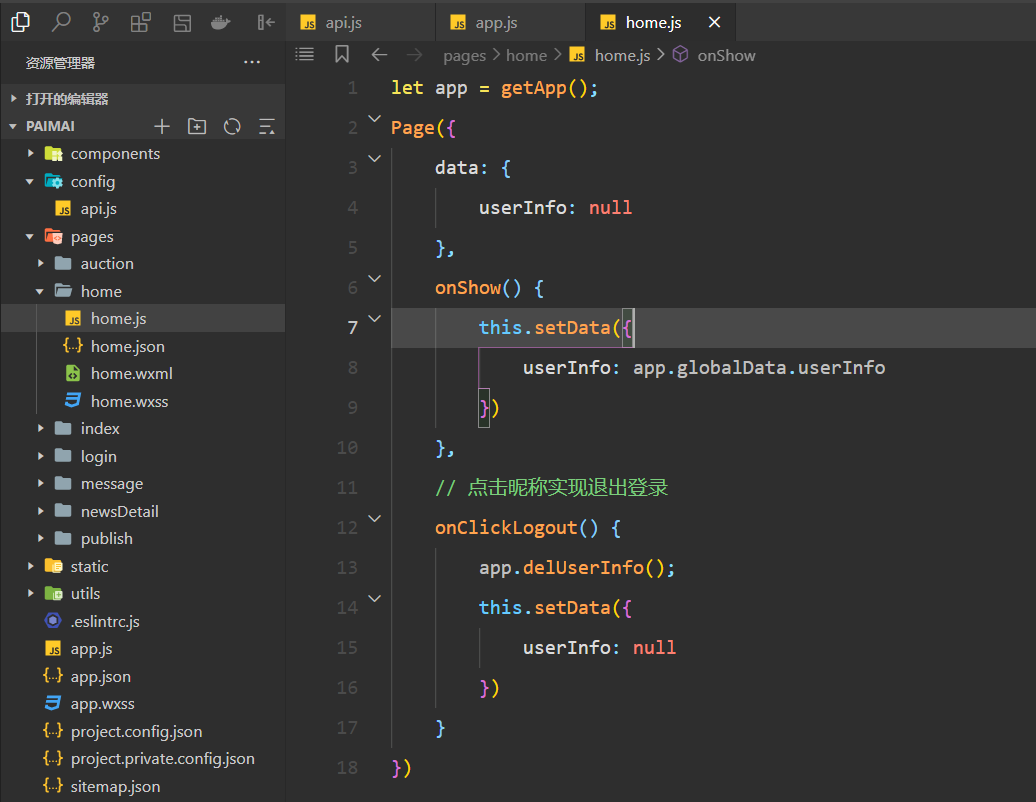 api.js
app.js
home.js
资源管理器
pages
home
home.js
onShow
打开的编辑器
PAIMAI
components
config
api.js
pages
auction
home
home.js
home.json
home.wxml
home.wxss
index
login
message
newsDetail
publish
static
utils
.eslintrc.js
app.js
app.json
app.wxss
project.config.json
project.private.config.json
sitemap.json
1 let app = getApp();
2 Page({
3 data: {
4 userInfo: null
5 },
6 onShow() {
7 this.setData({
8 userInfo: app.globalData.userInfo
9 })
10 },
11 // 点击昵称实现退出登录
12 onClickLogout() {
13 app.delUserInfo();
14 this.setData({
15 userInfo: null
16 })
17 }
18 })